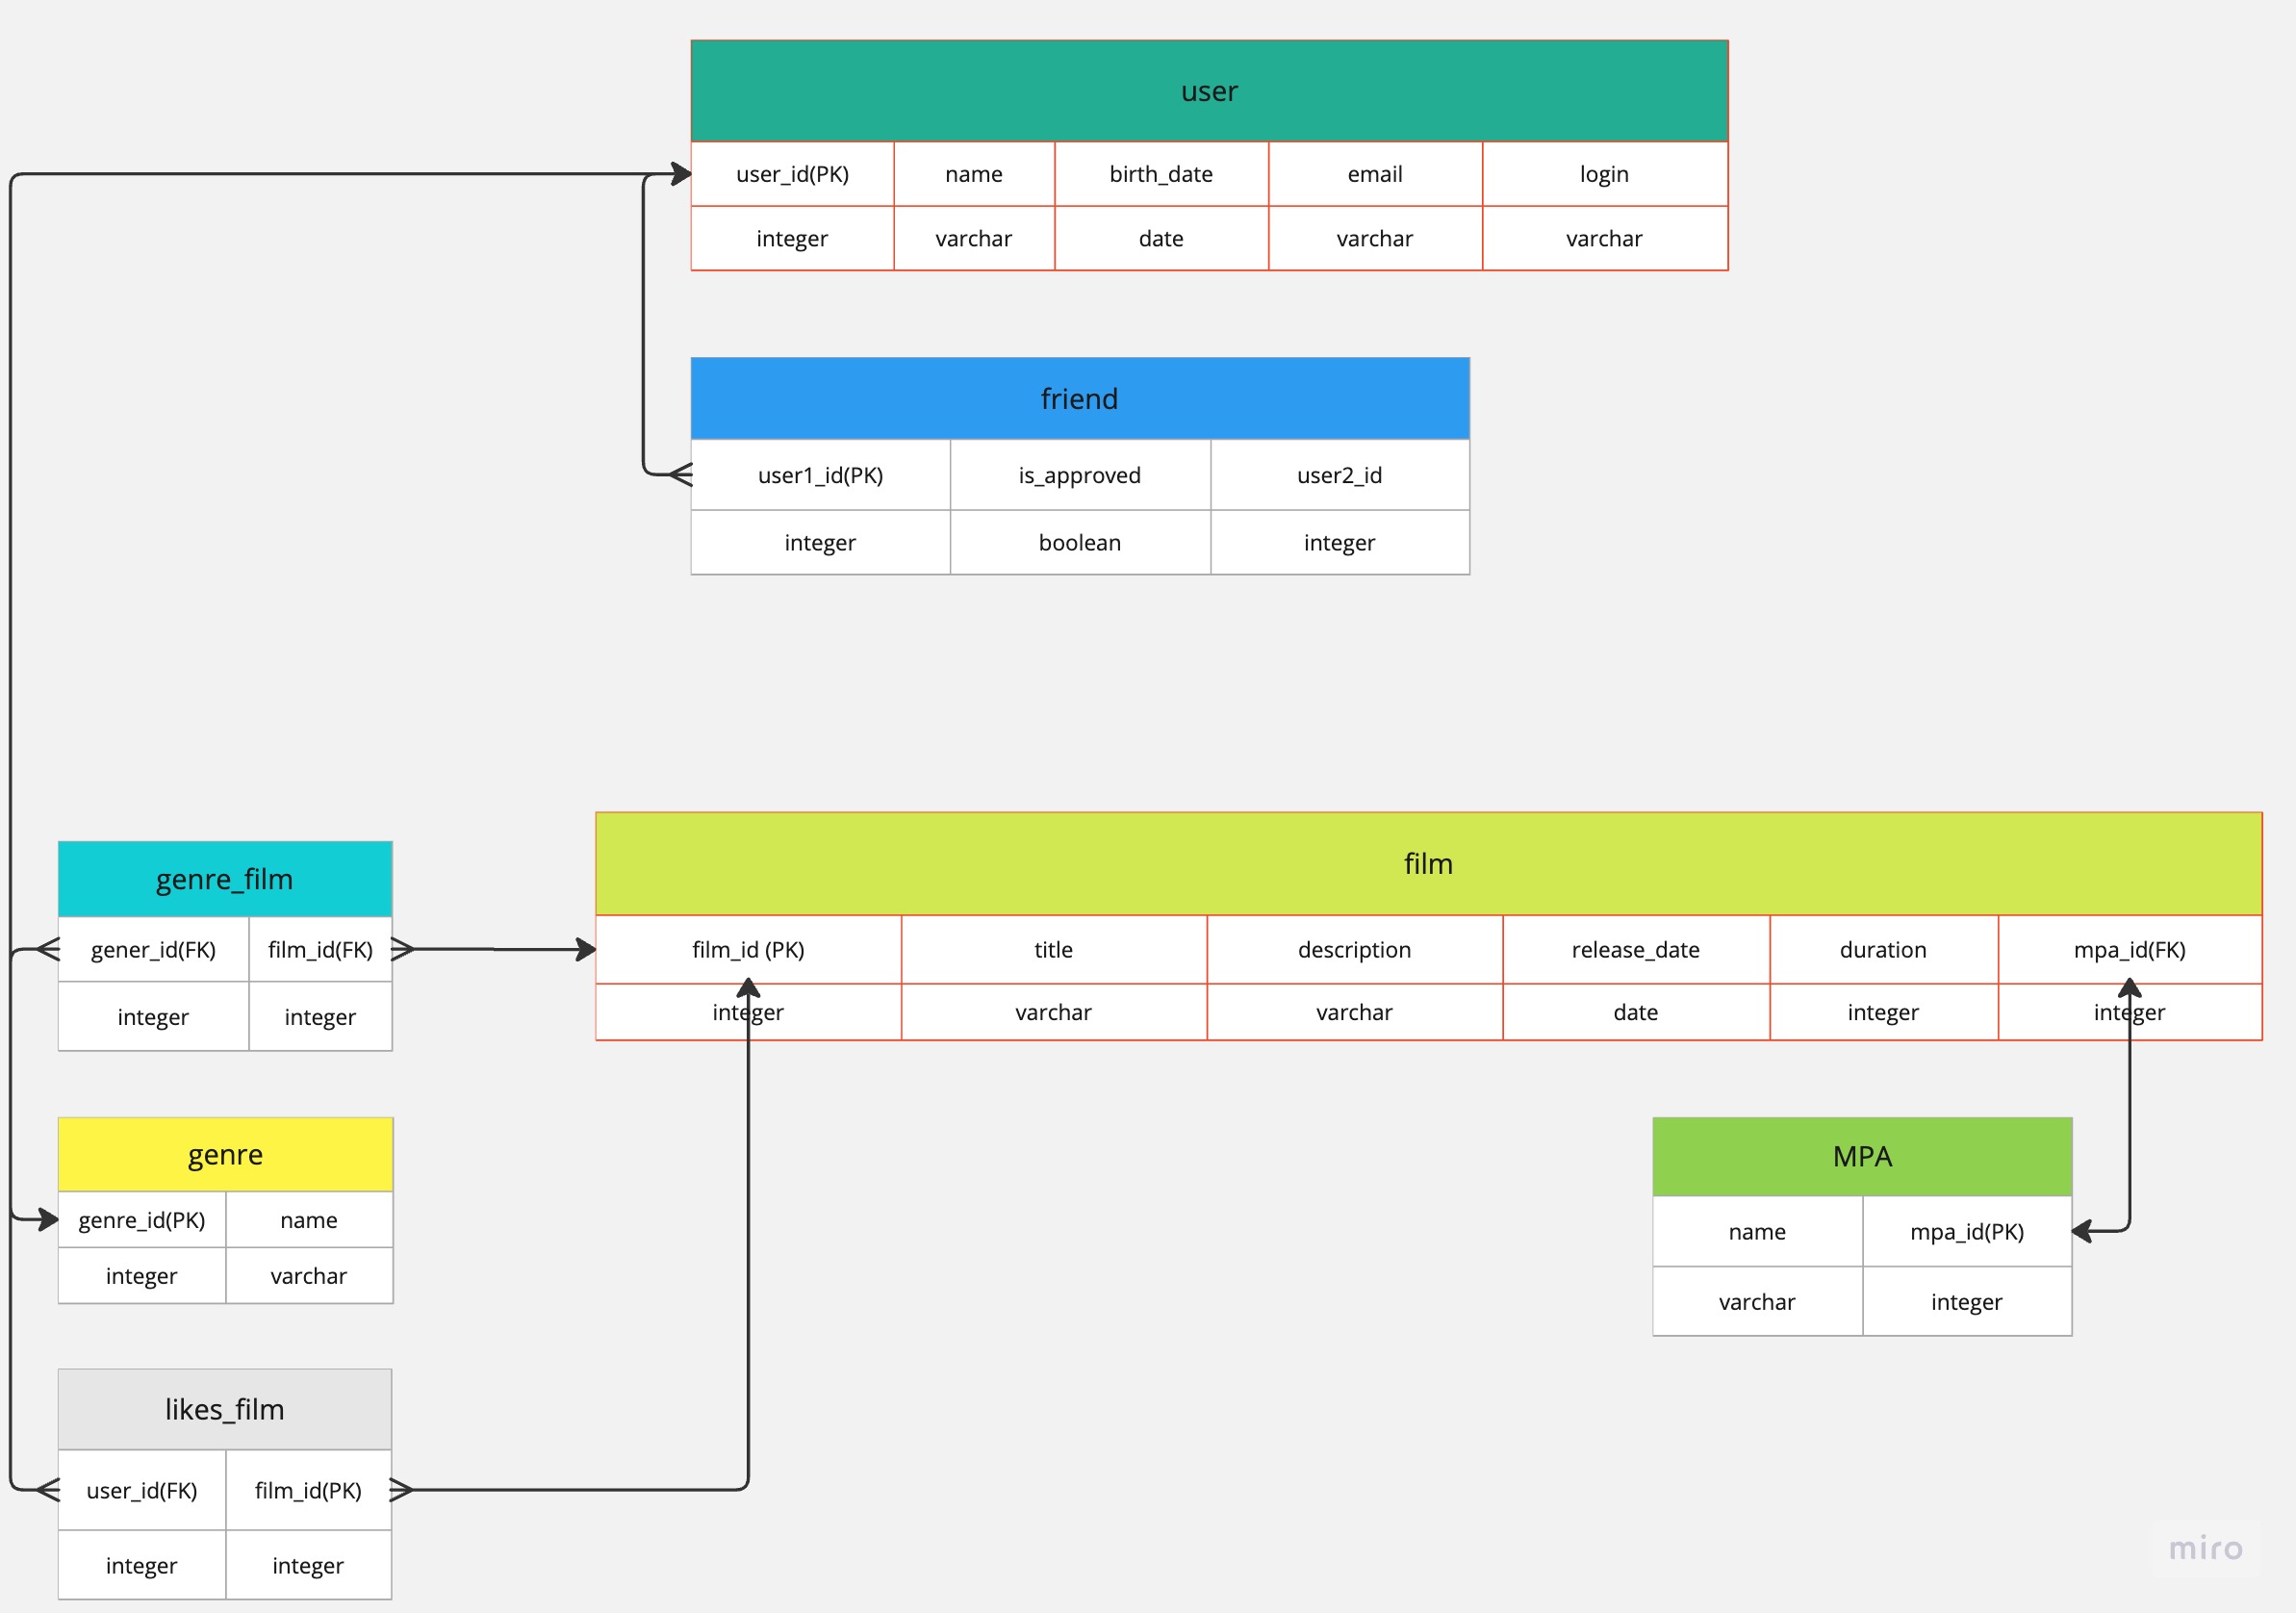 user
user_id(PK) name birth_date email login
integer varchar date varchar varchar
friend
user1_id(PK) is_approved user2_id
integer boolean integer
genre_film
gener_id(FK) film_id(FK)
integer integer
film
film_id (PK) title description release_date duration mpa_id(FK)
integer varchar varchar date integer integer
genre
genre_id(PK) name
integer varchar
MPA
name mpa_id(PK)
varchar integer
likes_film
user_id(FK) film_id(PK)
integer integer
miro